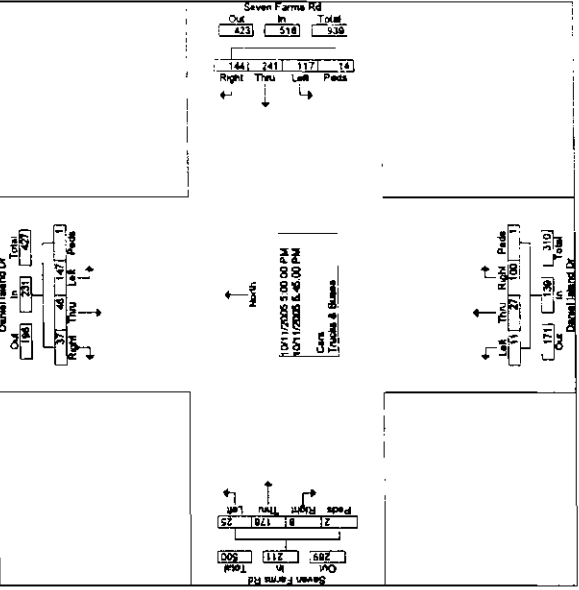 Seven Farms Rd
Out In Total
423 516 939
144 241 117 14
Right Thru Left Peds
Daniel Island Dr
Out In Total
196 231 427
37 46 147 1
Right Thru Left Peds
North
10/11/2005 5:00:00 PM
10/11/2005 5:45:00 PM
Cars
Trucks & Buses
Left Thru Right Peds
11 27 100 1
171 139 310
Out In Total
Daniel Island Dr
Left Thru Right Peds
25 176 8 2
500 211 289
Total In Out
Seven Farms Rd